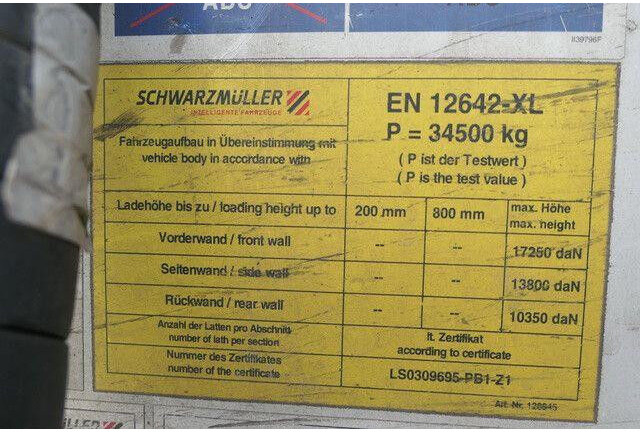 ABC
II39796F
SCHWARZMÜLLER
INTELLIGENTE FAHRZEUGE
EN 12642-XL
P = 34500 kg
Fahrzeugaufbau in Übereinstimmung mit
vehicle body in accordance with
( P ist der Testwert )
( P is the test value )
Ladehöhe bis zu / loading height up to 200 mm 800 mm max. Höhe
max. height
Vorderwand / front wall -- -- 17250 daN
Seitenwand / side wall -- -- 13800 daN
Rückwand / rear wall -- -- 10350 daN
Anzahl der Latten pro Abschnitt
number of lath per section
lt. Zertifikat
according to certificate
Nummer des Zertifikates
number of the certificate
LS0309695-PB1-Z1
Art. Nr. 128945